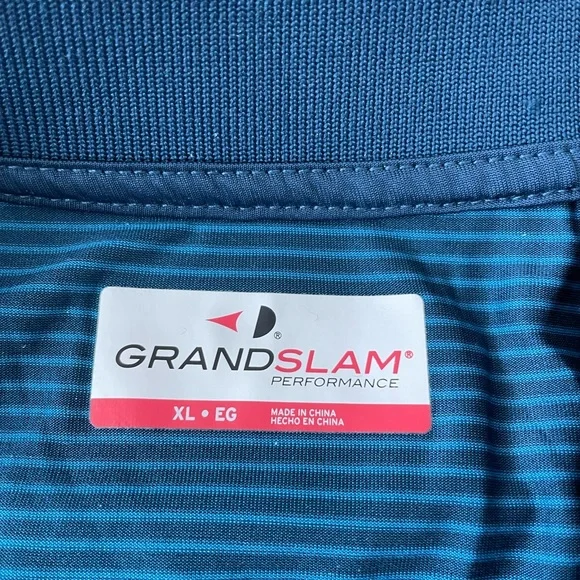 GRANDSLAM®
PERFORMANCE
XL • EG
MADE IN CHINA
HECHO EN CHINA